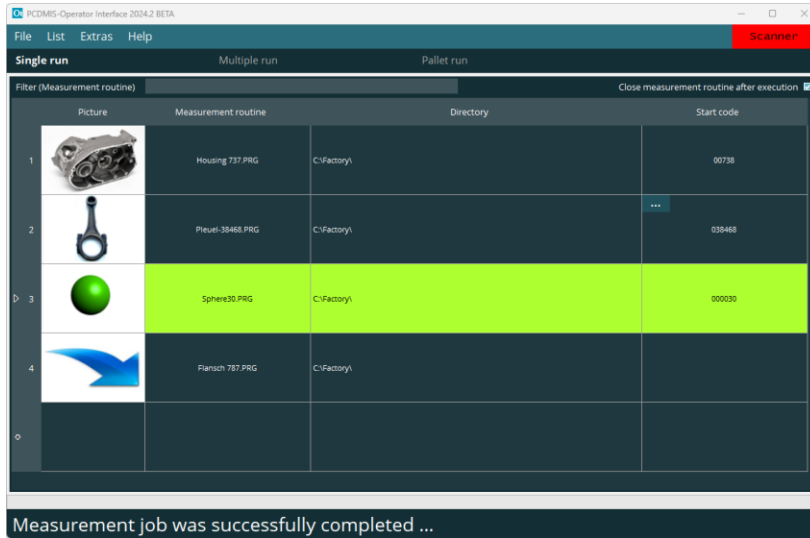 PCDMIS-Operator Interface 2024.2 BETA
File List Extras Help Scanner
Single run Multiple run Pallet run
Filter (Measurement routine) Close measurement routine after execution
Picture Measurement routine Directory Start code
1 Housing 737.PRG C:\Factory\ 00738
...
2 Pleuel-38468.PRG C:\Factory\ 038468
3 Sphere30.PRG C:\Factory\ 000030
4 Flansch 787.PRG C:\Factory\
Measurement job was successfully completed ...